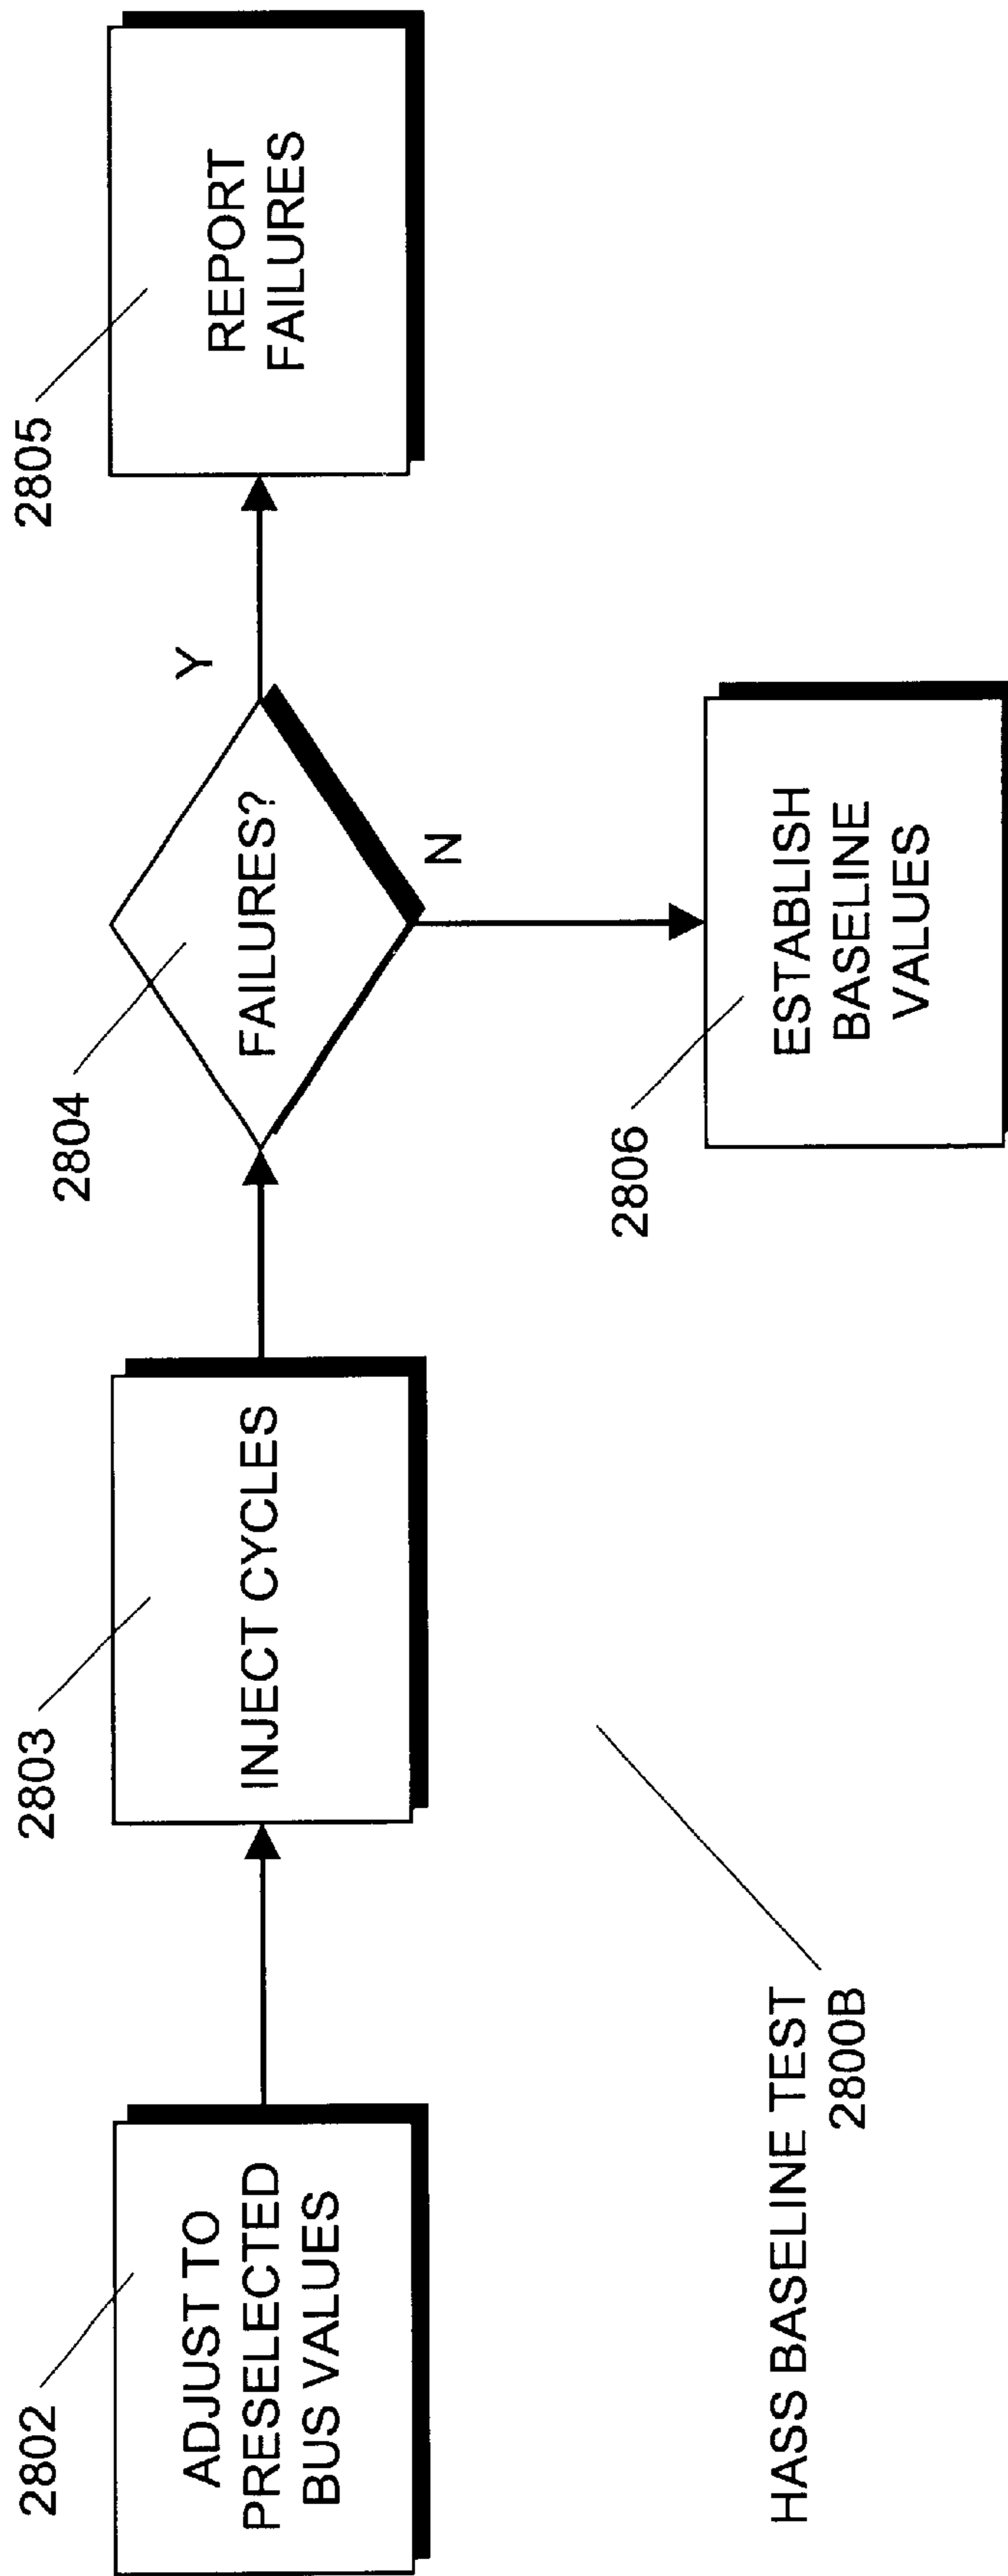 2802
ADJUST TO
PRESELECTED
BUS VALUES
2803
INJECT CYCLES
2804
FAILURES?
Y
N
2805
REPORT
FAILURES
2806
ESTABLISH
BASELINE
VALUES
HASS BASELINE TEST
2800B